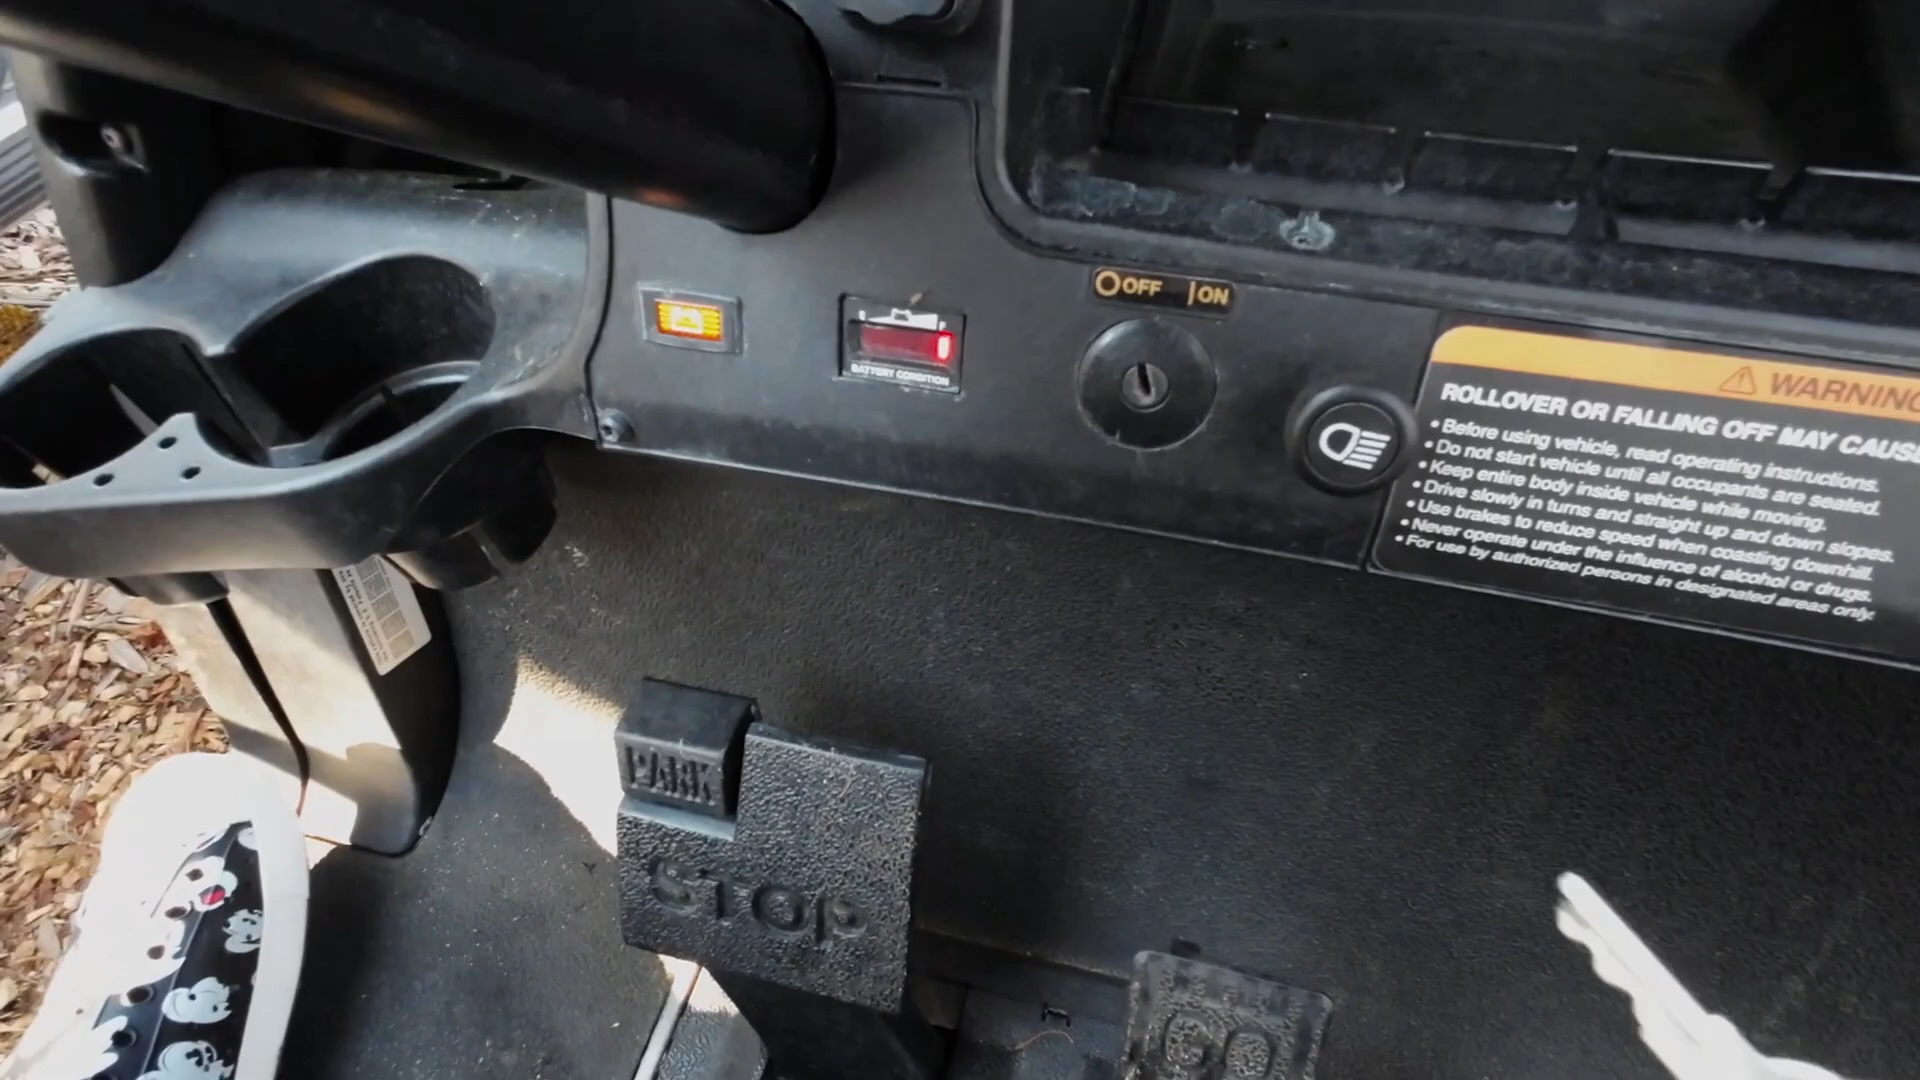 OFF ON
BATTERY CONDITION
WARNING
ROLLOVER OR FALLING OFF MAY CAUSE
• Before using vehicle, read operating instructions.
• Do not start vehicle until all occupants are seated.
• Keep entire body inside vehicle while moving.
• Drive slowly in turns and straight up and down slopes.
• Use brakes to reduce speed when coasting downhill.
• Never operate under the influence of alcohol or drugs.
• For use by authorized persons in designated areas only.
PARK
STOP
GO